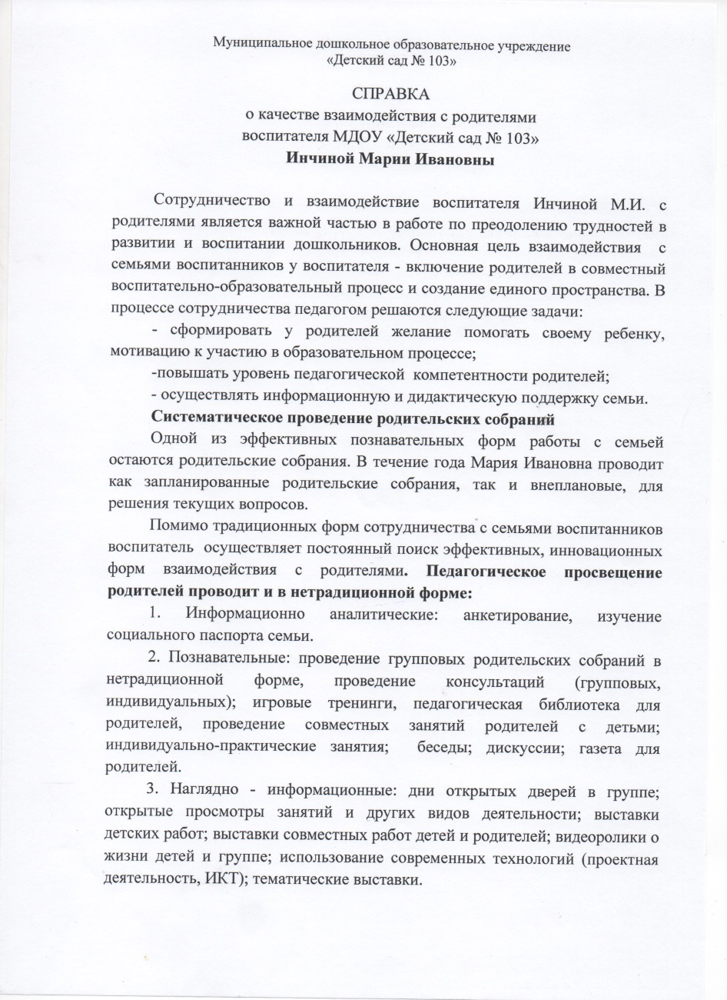 Муниципальное дошкольное образовательное учреждение
«Детский сад № 103»
СПРАВКА
о качестве взаимодействия с родителями
воспитателя МДОУ «Детский сад № 103»
Инчиной Марии Ивановны
Сотрудничество и взаимодействие воспитателя Инчиной М.И. с
родителями является важной частью в работе по преодолению трудностей в
развитии и воспитании дошкольников. Основная цель взаимодействия с
семьями воспитанников у воспитателя - включение родителей в совместный
воспитательно-образовательный процесс и создание единого пространства. В
процессе сотрудничества педагогом решаются следующие задачи:
- сформировать у родителей желание помогать своему ребенку,
мотивацию к участию в образовательном процессе;
-повышать уровень педагогической компетентности родителей;
- осуществлять информационную и дидактическую поддержку семьи.
Систематическое проведение родительских собраний
Одной из эффективных познавательных форм работы с семьей
остаются родительские собрания. В течение года Мария Ивановна проводит
как запланированные родительские собрания, так и внеплановые, для
решения текущих вопросов.
Помимо традиционных форм сотрудничества с семьями воспитанников
воспитатель осуществляет постоянный поиск эффективных, инновационных
форм взаимодействия с родителями. Педагогическое просвещение
родителей проводит и в нетрадиционной форме:
1. Информационно аналитические: анкетирование, изучение
социального паспорта семьи.
2. Познавательные: проведение групповых родительских собраний в
нетрадиционной форме, проведение консультаций (групповых,
индивидуальных); игровые тренинги, педагогическая библиотека для
родителей, проведение совместных занятий родителей с детьми;
индивидуально-практические занятия; беседы; дискуссии; газета для
родителей.
3. Наглядно - информационные: дни открытых дверей в группе;
открытые просмотры занятий и других видов деятельности; выставки
детских работ; выставки совместных работ детей и родителей; видеоролики о
жизни детей и группе; использование современных технологий (проектная
деятельность, ИКТ); тематические выставки.